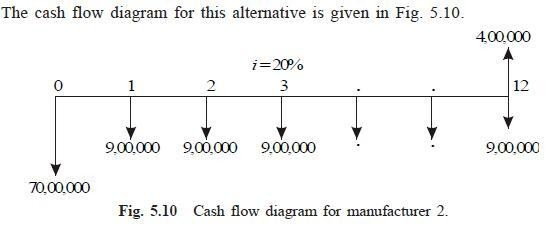 The cash flow diagram for this alternative is given in Fig. 5.10.
4,00,000
i=20%
0 1 2 3 . . 12
9,00,000 9,00,000 9,00,000 . . 9,00,000
70,00,000
Fig. 5.10 Cash flow diagram for manufacturer 2.